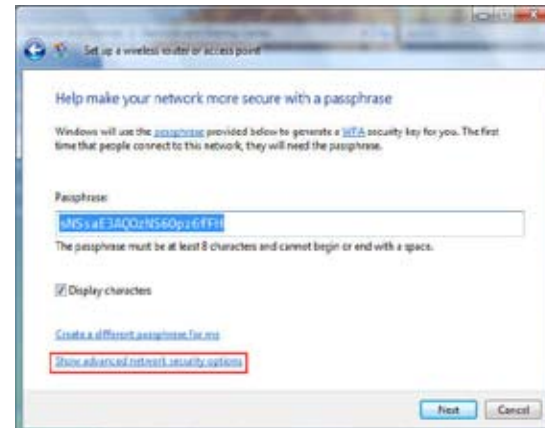 Set up a wireless router or access point
Help make your network more secure with a passphrase
Windows will use the passphrase provided below to generate a WPA security key for you. The first
time that people connect to this network, they will need the passphrase.
Passphrase:
The passphrase must be at least 8 characters and cannot begin or end with a space.
Display characters
Create a different passphrase for me
Show advanced network security options
Next
Cancel